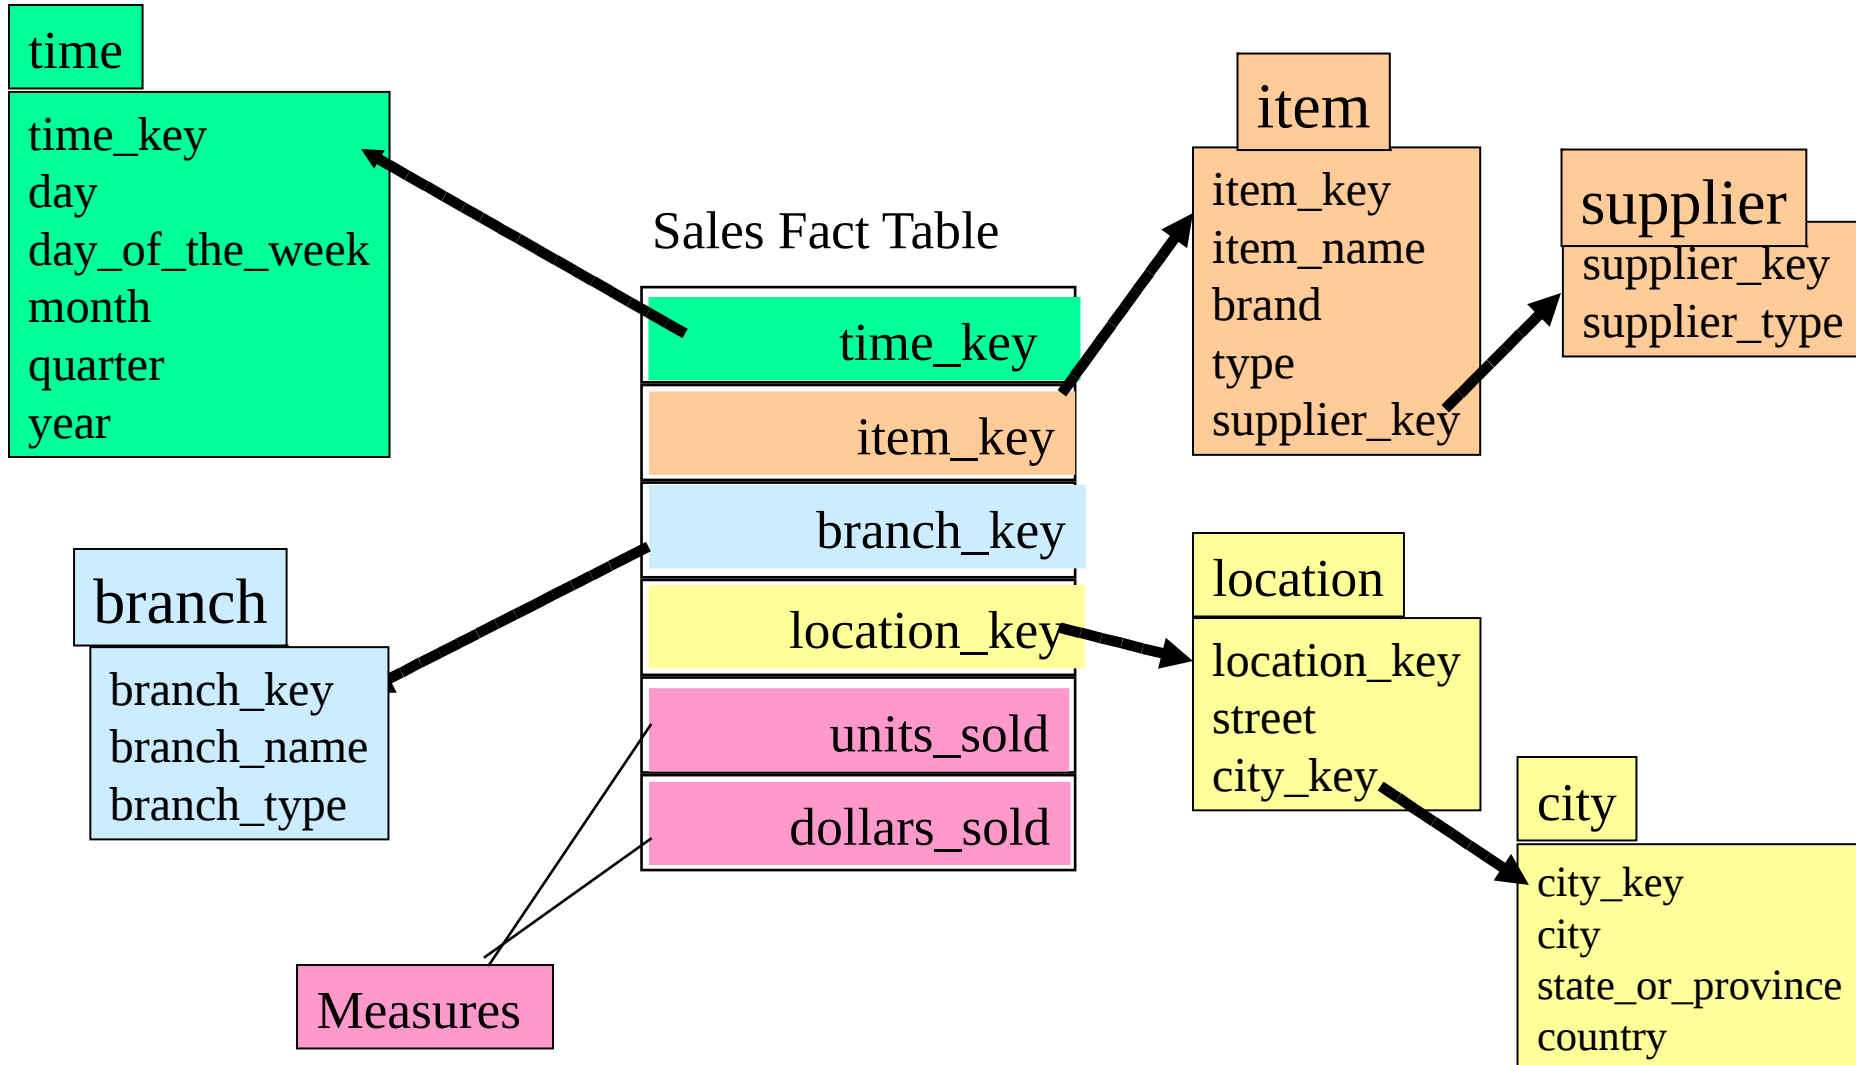 time
time_key
day
day_of_the_week
month
quarter
year
Sales Fact Table
time_key
item_key
branch_key
location_key
units_sold
dollars_sold
item
item_key
item_name
brand
type
supplier_key
supplier
supplier_key
supplier_type
branch
branch_key
branch_name
branch_type
location
location_key
street
city_key
city
city_key
city
state_or_province
country
Measures